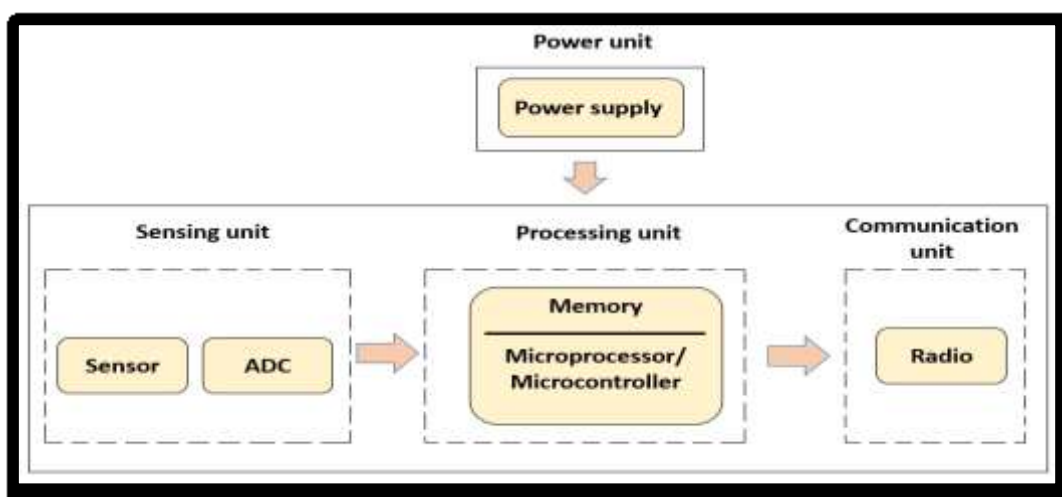 Power unit
Power supply
Sensing unit
Processing unit
Communication
unit
Sensor
ADC
Memory
Microprocessor/
Microcontroller
Radio